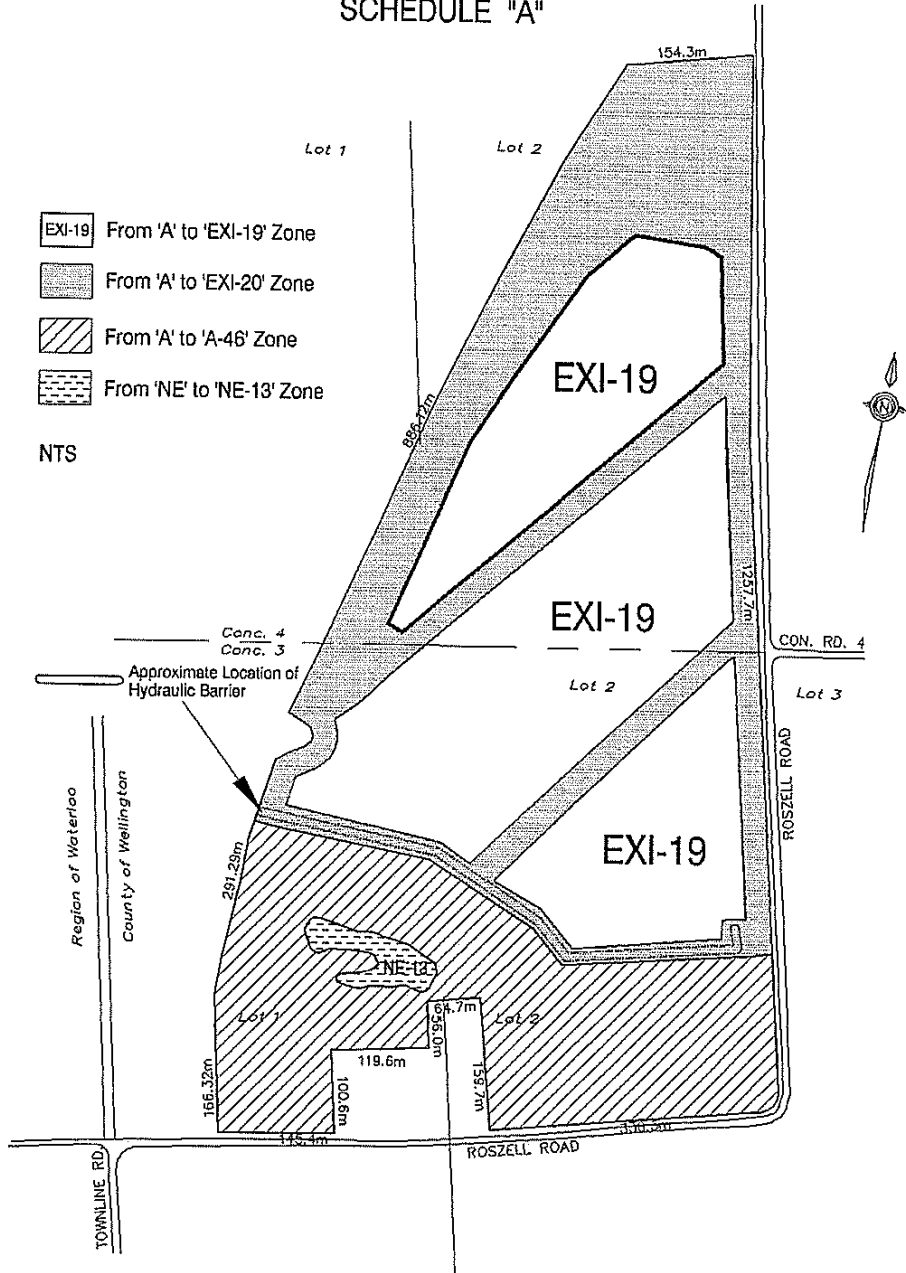 SCHEDULE "A"
154.3m
Lot 1
Lot 2
EXI-19 From 'A' to 'EXI-19' Zone
From 'A' to 'EXI-20' Zone
From 'A' to 'A-46' Zone
From 'NE' to 'NE-13' Zone
NTS
EXI-19
N
886.12m
1257.7m
EXI-19
Conc. 4
Conc. 3
CON. RD. 4
Approximate Location of
Hydraulic Barrier
Lot 2
Lot 3
ROSZELL ROAD
Region of Waterloo
County of Wellington
EXI-19
291.29m
NE-13
Lot 1
64.7m
Lot 2
56.0m
119.6m
159.7m
166.32m
100.6m
145.4m
ROSZELL ROAD
TOWNLINE RD.